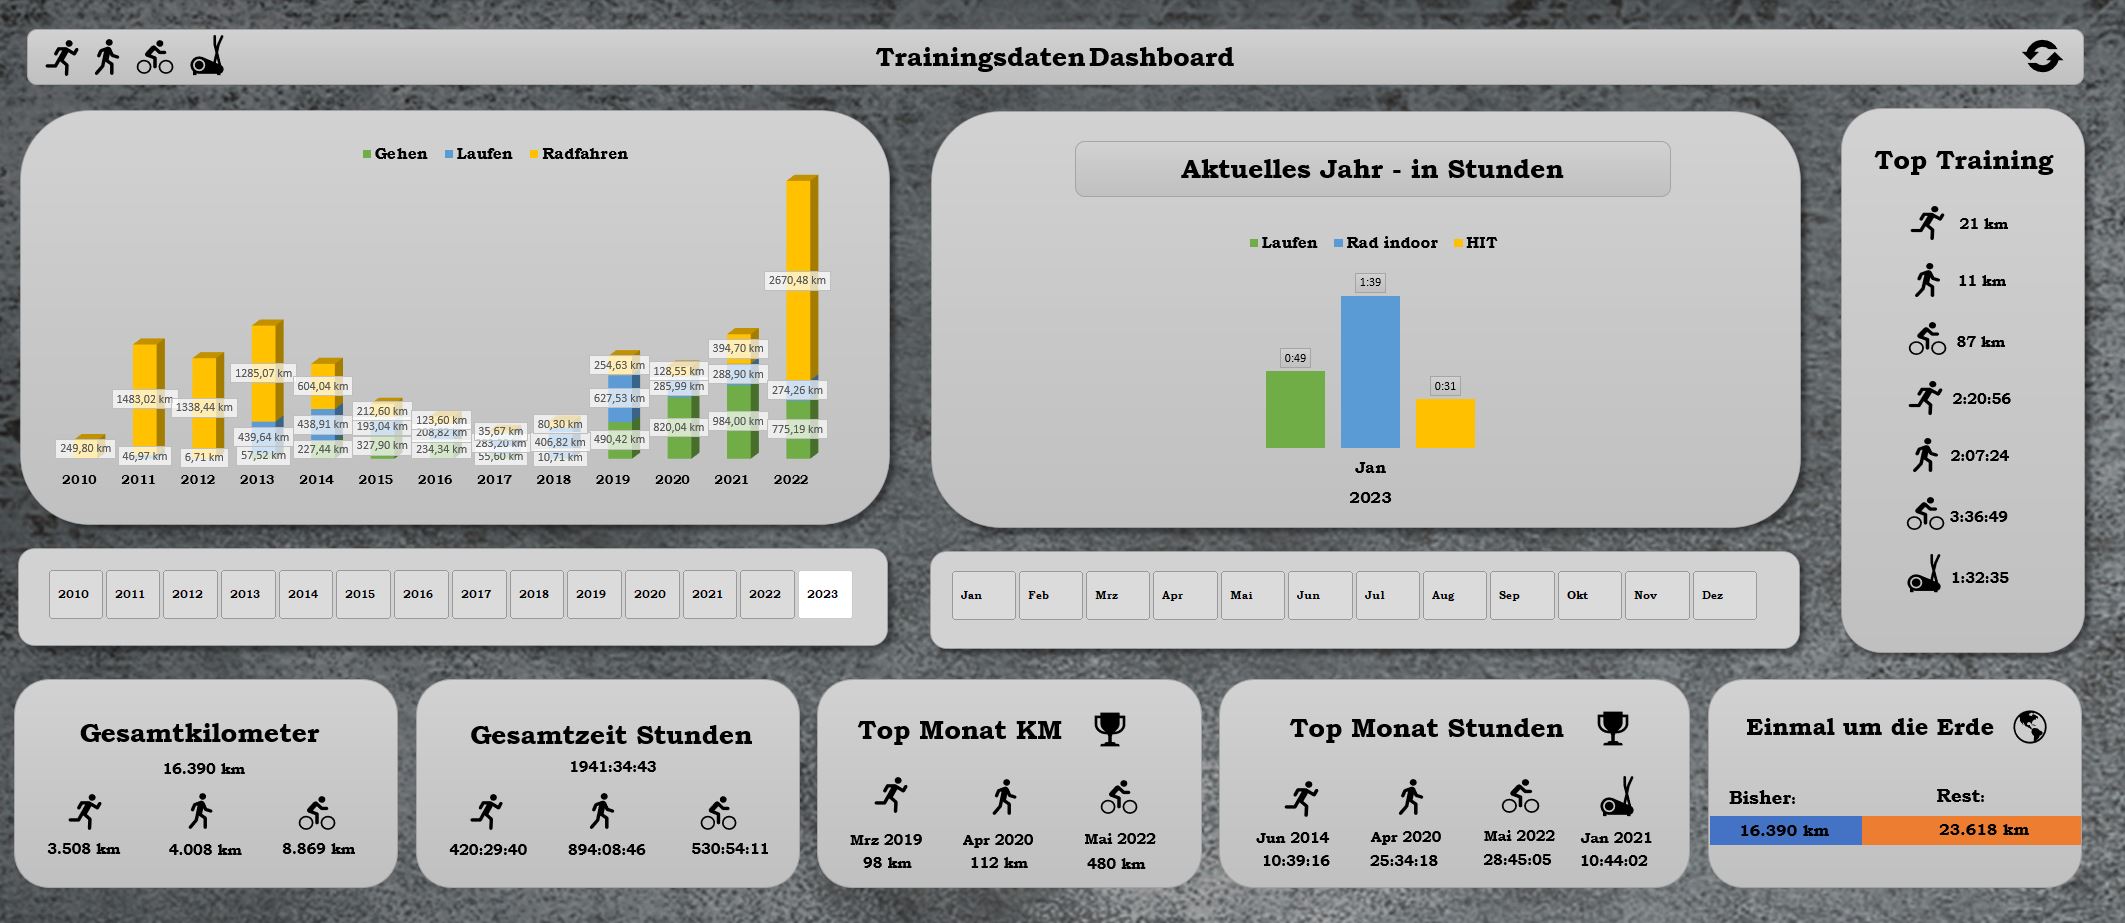 Trainingsdaten Dashboard
Gehen Laufen Radfahren
2670,48 km
1285,07 km
1483,02 km
1338,44 km
604,04 km
254,63 km
128,55 km
394,70 km
212,60 km
123,60 km
35,67 km
80,30 km
439,64 km
438,91 km
193,04 km
208,82 km
283,20 km
406,82 km
627,53 km
285,99 km
288,90 km
274,26 km
249,80 km
46,97 km
6,71 km
57,52 km
227,44 km
327,90 km
234,34 km
55,60 km
10,71 km
490,42 km
820,04 km
984,00 km
775,19 km
2010 2011 2012 2013 2014 2015 2016 2017 2018 2019 2020 2021 2022
Aktuelles Jahr - in Stunden
Laufen Rad indoor HIT
1:39
0:49
0:31
Jan
2023
Top Training
21 km
11 km
87 km
2:20:56
2:07:24
3:36:49
1:32:35
2010 2011 2012 2013 2014 2015 2016 2017 2018 2019 2020 2021 2022 2023
Jan Feb Mrz Apr Mai Jun Jul Aug Sep Okt Nov Dez
Gesamtkilometer
16.390 km
3.508 km 4.008 km 8.869 km
Gesamtzeit Stunden
1941:34:43
420:29:40 894:08:46 530:54:11
Top Monat KM
Mrz 2019 Apr 2020 Mai 2022
98 km 112 km 480 km
Top Monat Stunden
Jun 2014 Apr 2020 Mai 2022 Jan 2021
10:39:16 25:34:18 28:45:05 10:44:02
Einmal um die Erde
Bisher: Rest:
16.390 km 23.618 km